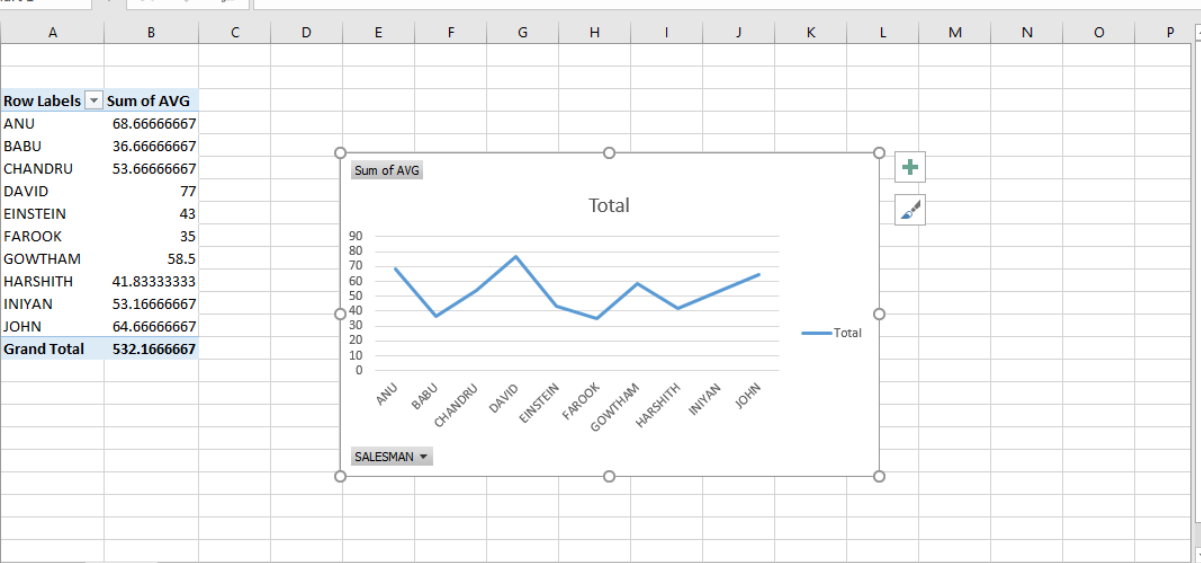 A B C D E F G H I J K L M N O P
Row Labels Sum of AVG
ANU 68.66666667
BABU 36.66666667
CHANDRU 53.66666667
DAVID 77
EINSTEIN 43
FAROOK 35
GOWTHAM 58.5
HARSHITH 41.83333333
INIYAN 53.16666667
JOHN 64.66666667
Grand Total 532.1666667
Sum of AVG
Total
90
80
70
60
50
40
30
20
10
0
ANU BABU CHANDRU DAVID EINSTEIN FAROOK GOWTHAM HARSHITH INIYAN JOHN
Total
SALESMAN